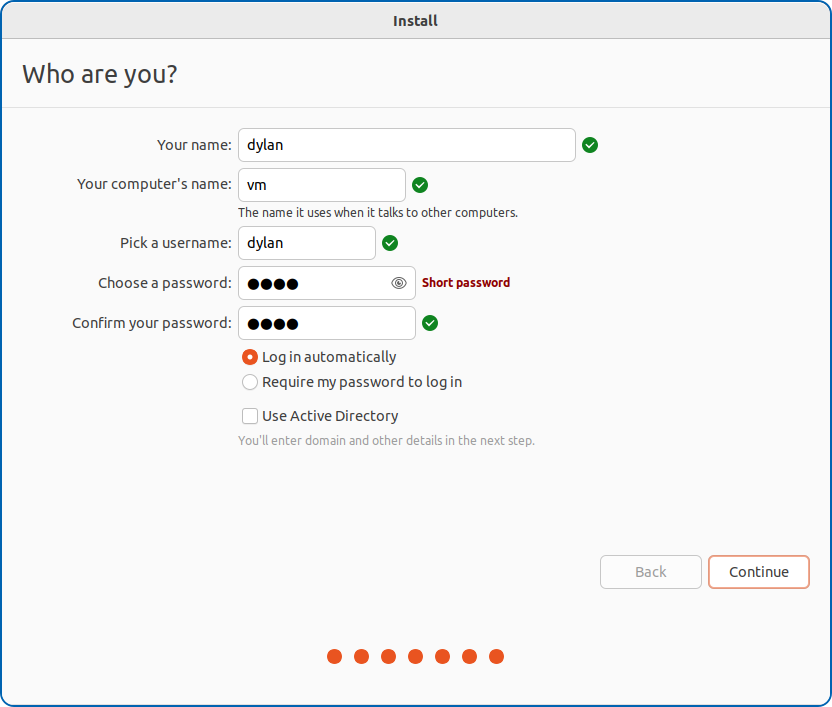 Install
Who are you?
Your name: dylan
Your computer's name: vm
The name it uses when it talks to other computers.
Pick a username: dylan
Choose a password: ●●●● Short password
Confirm your password: ●●●●
Log in automatically
Require my password to log in
Use Active Directory
You'll enter domain and other details in the next step.
Back Continue